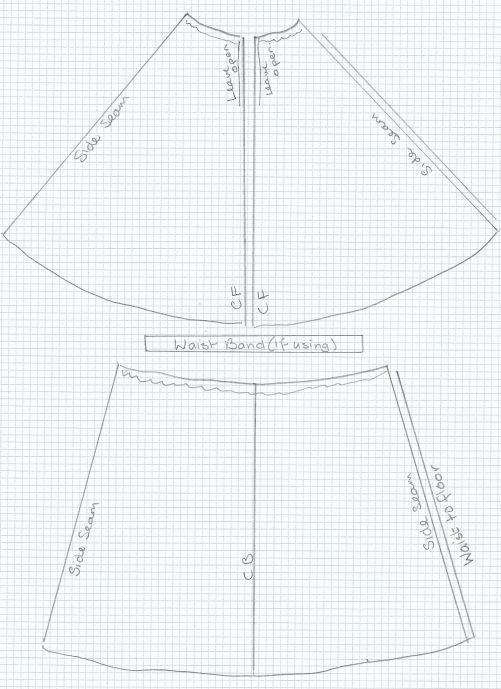 Leave
open
Leave
open
Side Seam
Side Seam
CF
CF
Waist Band (If using)
Side Seam
CB
Side Seam
Waist to floor